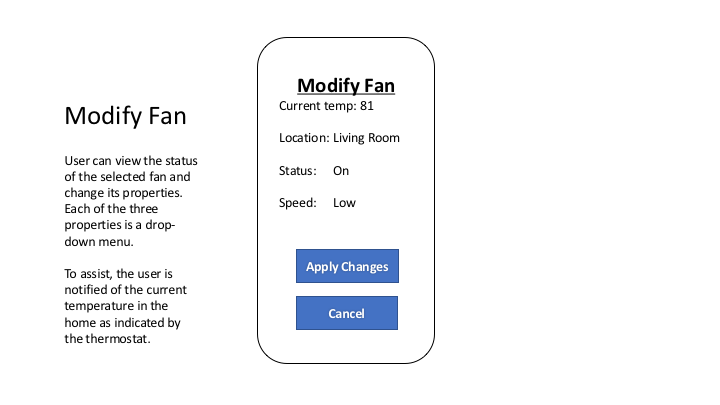 Modify Fan
User can view the status
of the selected fan and
change its properties.
Each of the three
properties is a drop-
down menu.
To assist, the user is
notified of the current
temperature in the
home as indicated by
the thermostat.
Modify Fan
Current temp: 81
Location: Living Room
Status: On
Speed: Low
Apply Changes
Cancel